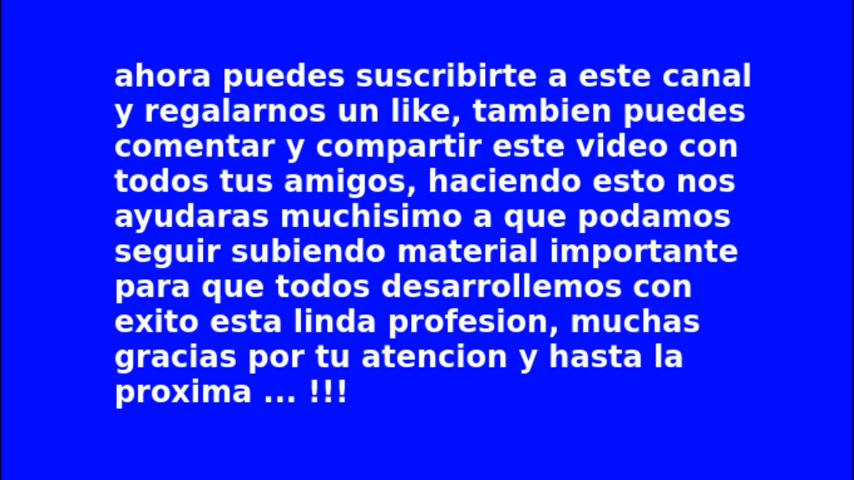 ahora puedes suscribirte a este canal
y regalarnos un like, tambien puedes
comentar y compartir este video con
todos tus amigos, haciendo esto nos
ayudaras muchisimo a que podamos
seguir subiendo material importante
para que todos desarrollemos con
exito esta linda profesion, muchas
gracias por tu atencion y hasta la
proxima ... !!!